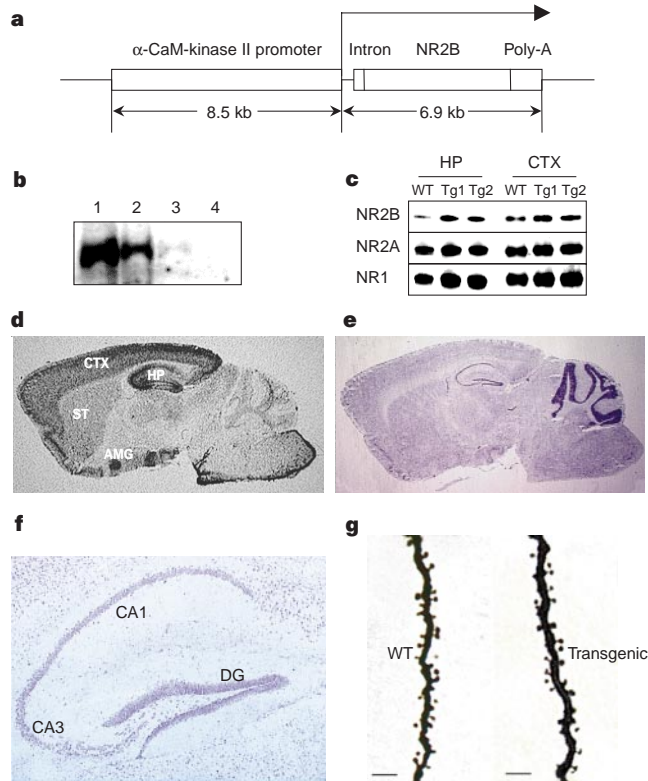 a
α-CaM-kinase II promoter
Intron
NR2B
Poly-A
8.5 kb
6.9 kb
b
1 2 3 4
c
HP CTX
WT Tg1 Tg2 WT Tg1 Tg2
NR2B
NR2A
NR1
d
CTX
HP
ST
AMG
e
f
CA1
DG
CA3
g
WT
Transgenic